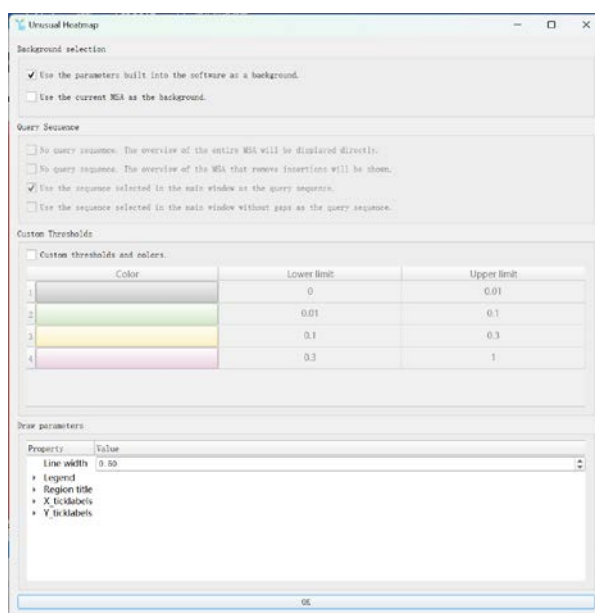 Unusual Heatmap
Background selection
Use the parameters built into the software as a background.
Use the current MSA as the background.
Query Sequence
No query sequence. The overview of the entire MSA will be displayed directly.
No query sequence. The overview of the MSA that remove insertions will be shown.
Use the sequence selected in the main window as the query sequence.
Use the sequence selected in the main window without gaps as the query sequence.
Custom Thresholds
Custom thresholds and colors.
Color Lower limit Upper limit
1 0 0.01
2 0.01 0.1
3 0.1 0.3
4 0.3 1
Draw parameters
Property Value
Line width 0.50
Legend
Region title
X_ticklabels
Y_ticklabels
OK